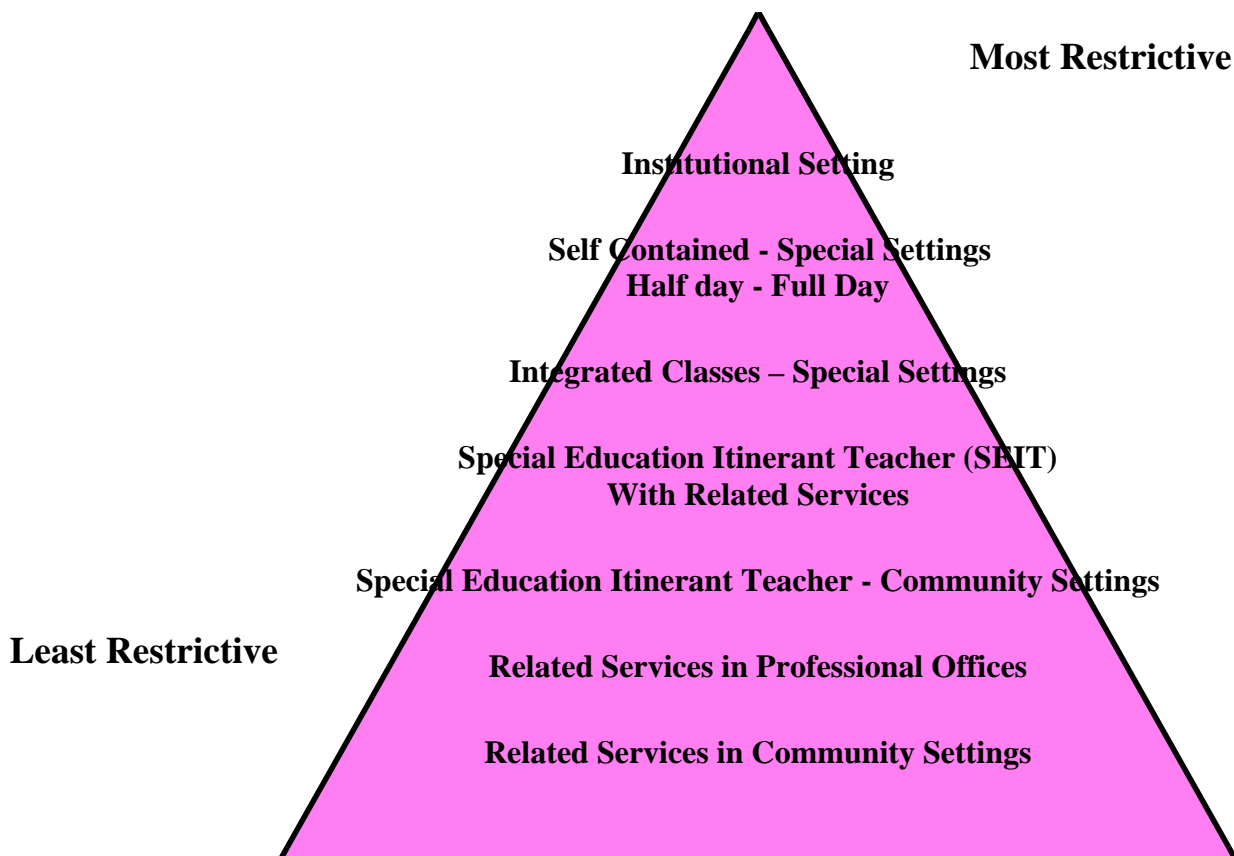 Most Restrictive
Institutional Setting
Self Contained - Special Settings
Half day - Full Day
Integrated Classes – Special Settings
Special Education Itinerant Teacher (SEIT)
With Related Services
Special Education Itinerant Teacher - Community Settings
Least Restrictive
Related Services in Professional Offices
Related Services in Community Settings